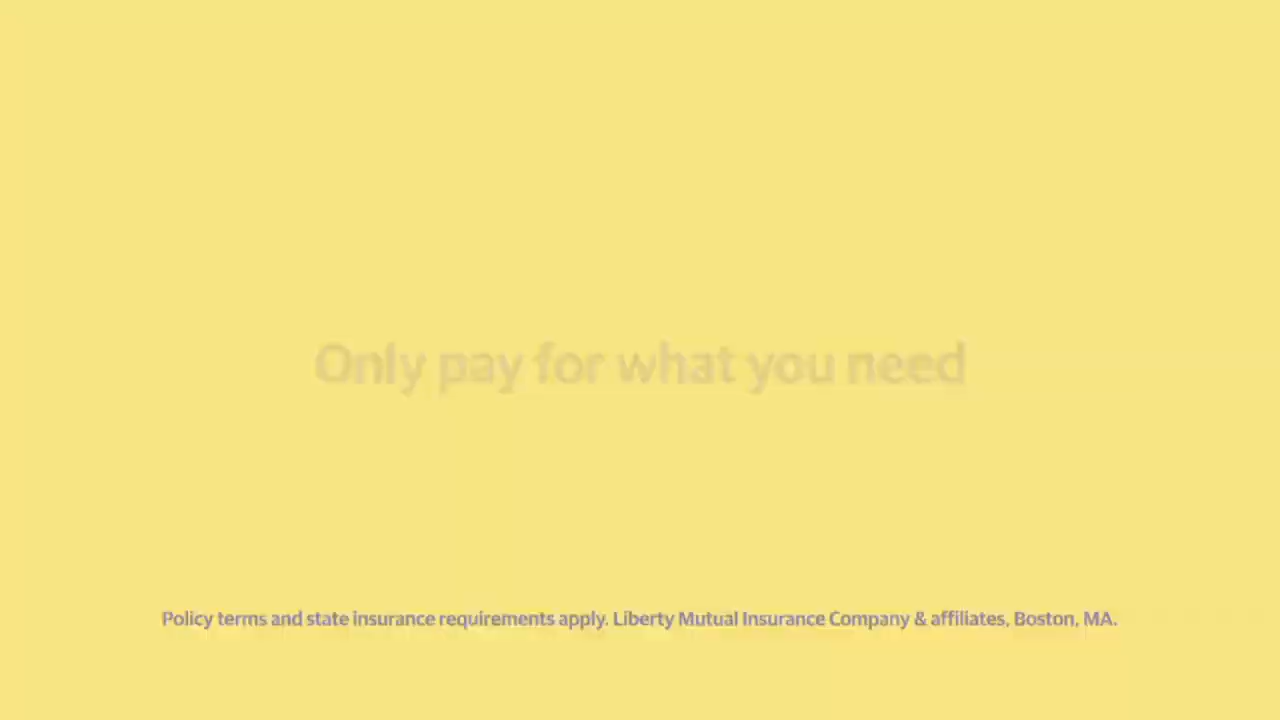 Only pay for what you need
Policy terms and state insurance requirements apply. Liberty Mutual Insurance Company & affiliates, Boston, MA.